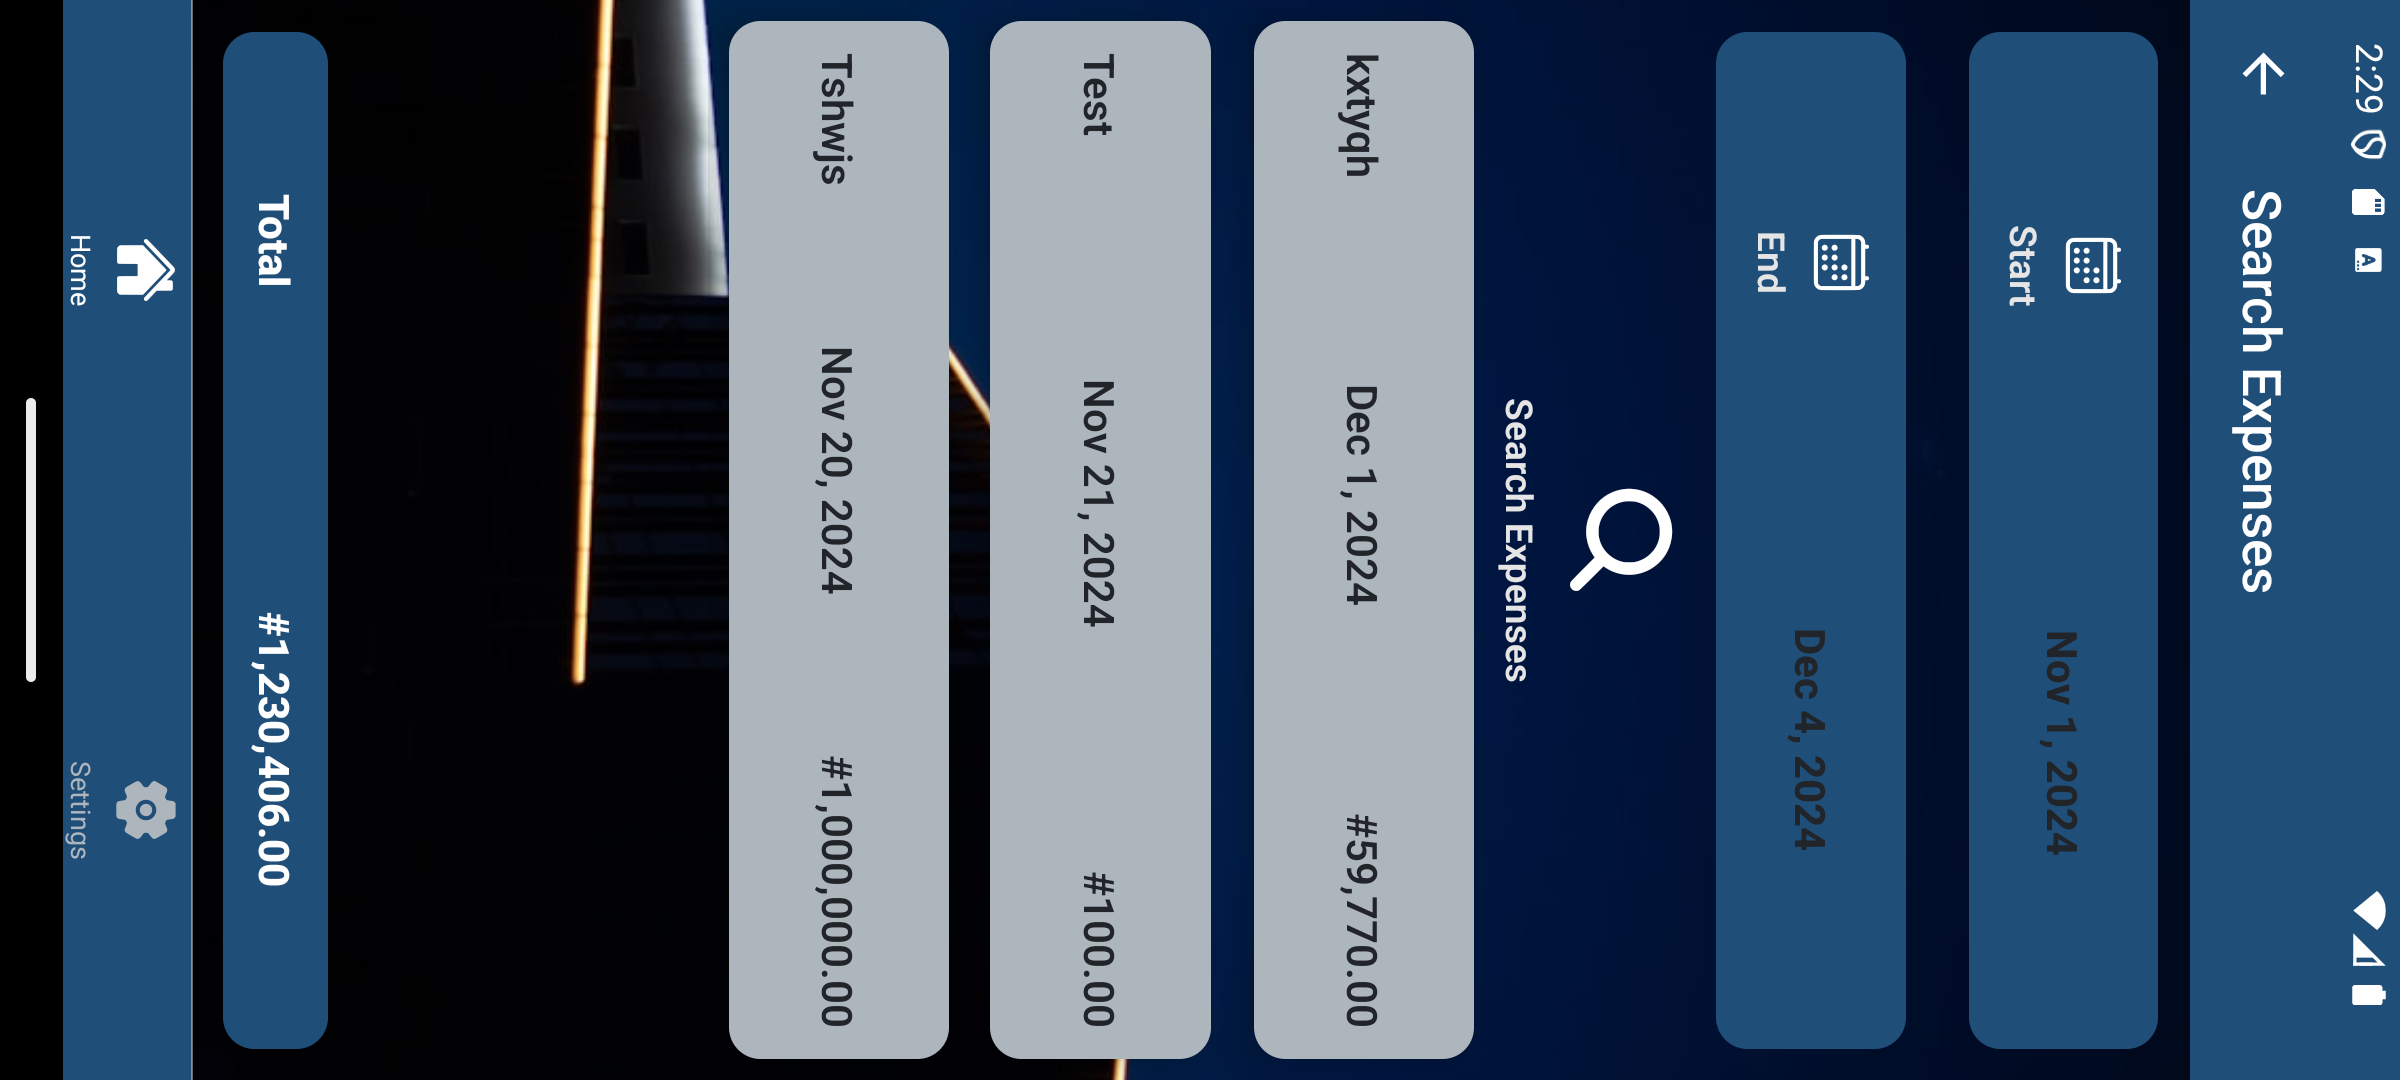 2:29
Search Expenses
Start Nov 1, 2024
End Dec 4, 2024
Search Expenses
kxtyqh Dec 1, 2024 #59,770.00
Test Nov 21, 2024 #100.00
Tshwjs Nov 20, 2024 #1,000,000.00
Total #1,230,406.00
Home Settings